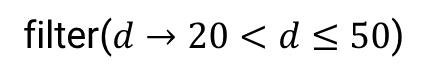 filter(d → 20 < d ≤ 50)